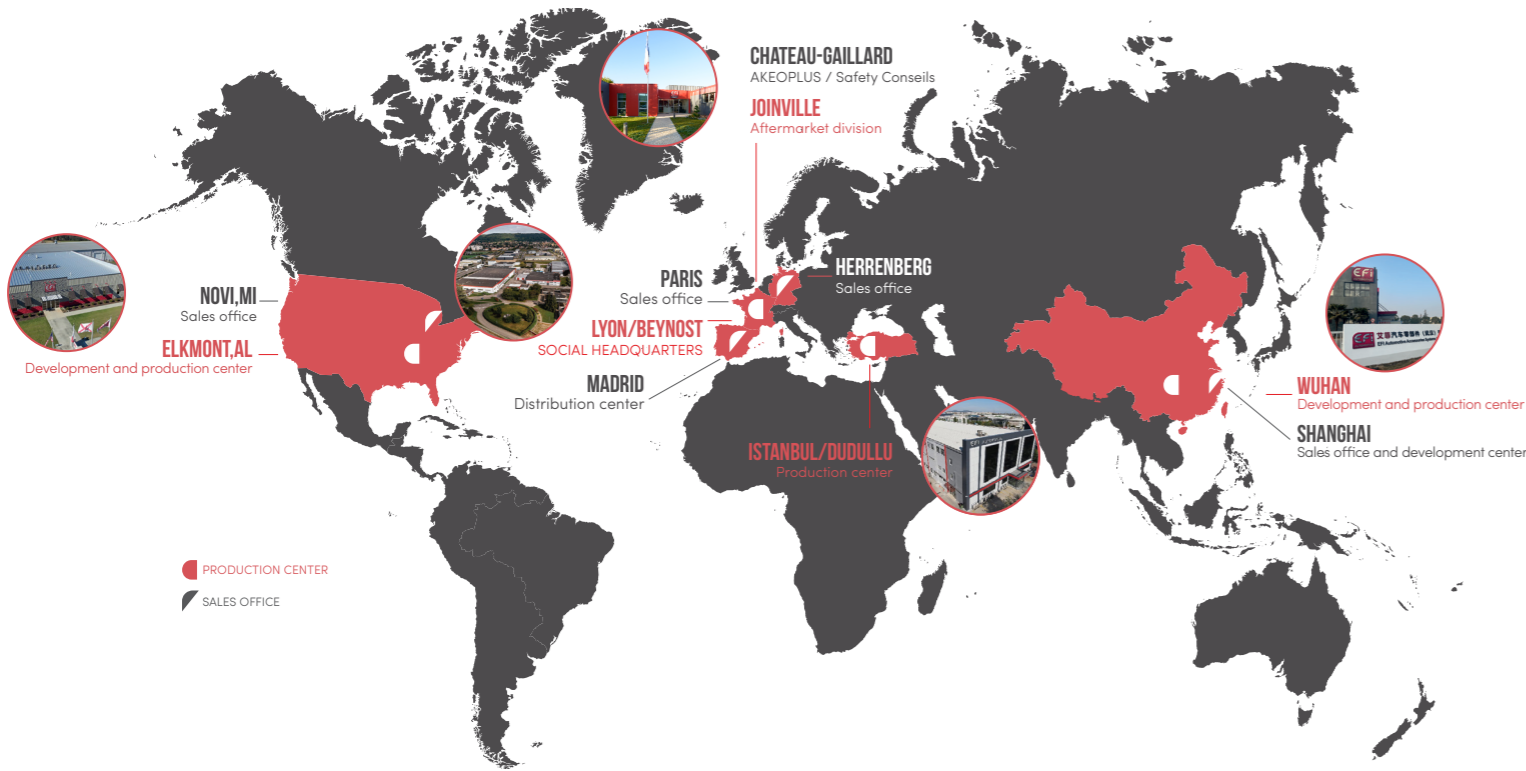 CHATEAU-GAILLARD
AKEOPLUS / Safety Conseils
JOINVILLE
Aftermarket division
PARIS
Sales office
HERRENBERG
Sales office
NOVI,MI
Sales office
LYON/BEYNOST
SOCIAL HEADQUARTERS
ELKMONT,AL
Development and production center
MADRID
Distribution center
EFI
EFI
WUHAN
Development and production center
SHANGHAI
Sales office and development center
ISTANBUL/DUDULLU
Production center
PRODUCTION CENTER
SALES OFFICE